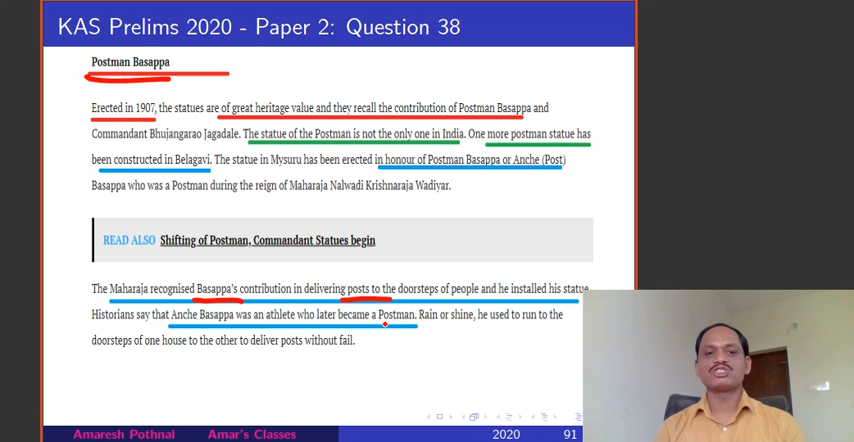 KAS Prelims 2020 - Paper 2: Question 38
Postman Basappa
Erected in 1907, the statues are of great heritage value and they recall the contribution of Postman Basappa and
Commandant Bhujangarao Jagadale. The statue of the Postman is not the only one in India. One more postman statue has
been constructed in Belagavi. The statue in Mysuru has been erected in honour of Postman Basappa or Anche (Post)
Basappa who was a Postman during the reign of Maharaja Nalwadi Krishnaraja Wadiyar.
READ ALSO Shifting of Postman, Commandant Statues begin
The Maharaja recognised Basappa's contribution in delivering posts to the doorsteps of people and he installed his statue.
Historians say that Anche Basappa was an athlete who later became a Postman. Rain or shine, he used to run to the
doorsteps of one house to the other to deliver posts without fail.
Amaresh Pothnal Amar's Classes 2020 91